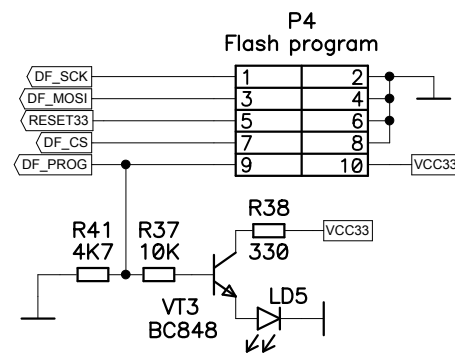 P4
Flash program
DF_SCK 1 2
DF_MOSI 3 4
RESET33 5 6
DF_CS 7 8
DF_PROG 9 10 VCC33
R41 R37 R38
4K7 10K 330 VCC33
VT3 LD5
BC848